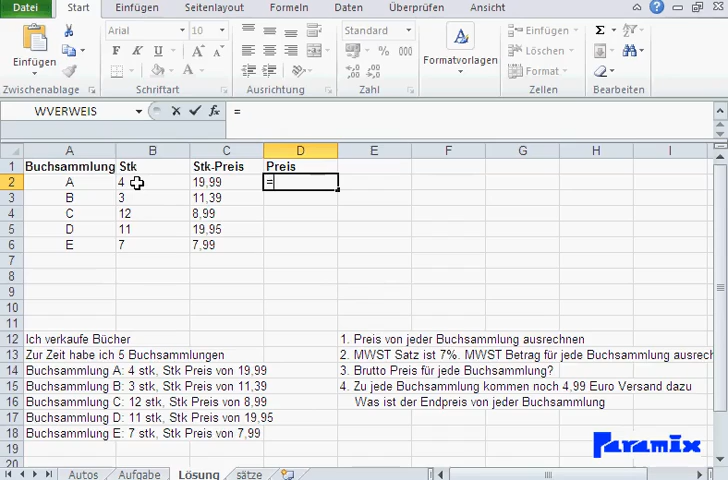 Datei Start Einfügen Seitenlayout Formeln Daten Überprüfen Ansicht
Einfügen
Arial
F K U A A
Standard
% 000
Formatvorlagen
Einfügen
Löschen
Format
Σ
Zwischenablage Schriftart Ausrichtung Zahl Zellen Bearbeiten
WVERWEIS fx =
A B C D E F G H I
1 Buchsammlung Stk Stk-Preis Preis
2 A 4 19,99 =
3 B 3 11,39
4 C 12 8,99
5 D 11 19,95
6 E 7 7,99
7
8
9
10
11
12 Ich verkaufe Bücher 1. Preis von jeder Buchsammlung ausrechnen
13 Zur Zeit habe ich 5 Buchsammlungen 2. MWST Satz ist 7%. MWST Betrag für jede Buchsammlung ausrech
14 Buchsammlung A: 4 stk, Stk Preis von 19,99 3. Brutto Preis für jede Buchsammlung?
15 Buchsammlung B: 3 stk, Stk Preis von 11,39 4. Zu jede Buchsammlung kommen noch 4,99 Euro Versand dazu
16 Buchsammlung C: 12 stk, Stk Preis von 8,99 Was ist der Endpreis von jeder Buchsammlung
17 Buchsammlung D: 11 stk, Stk Preis von 19,95
18 Buchsammlung E: 7 stk, Stk Preis von 7,99
19
20
Paramix
Autos Aufgabe Lösung sätze